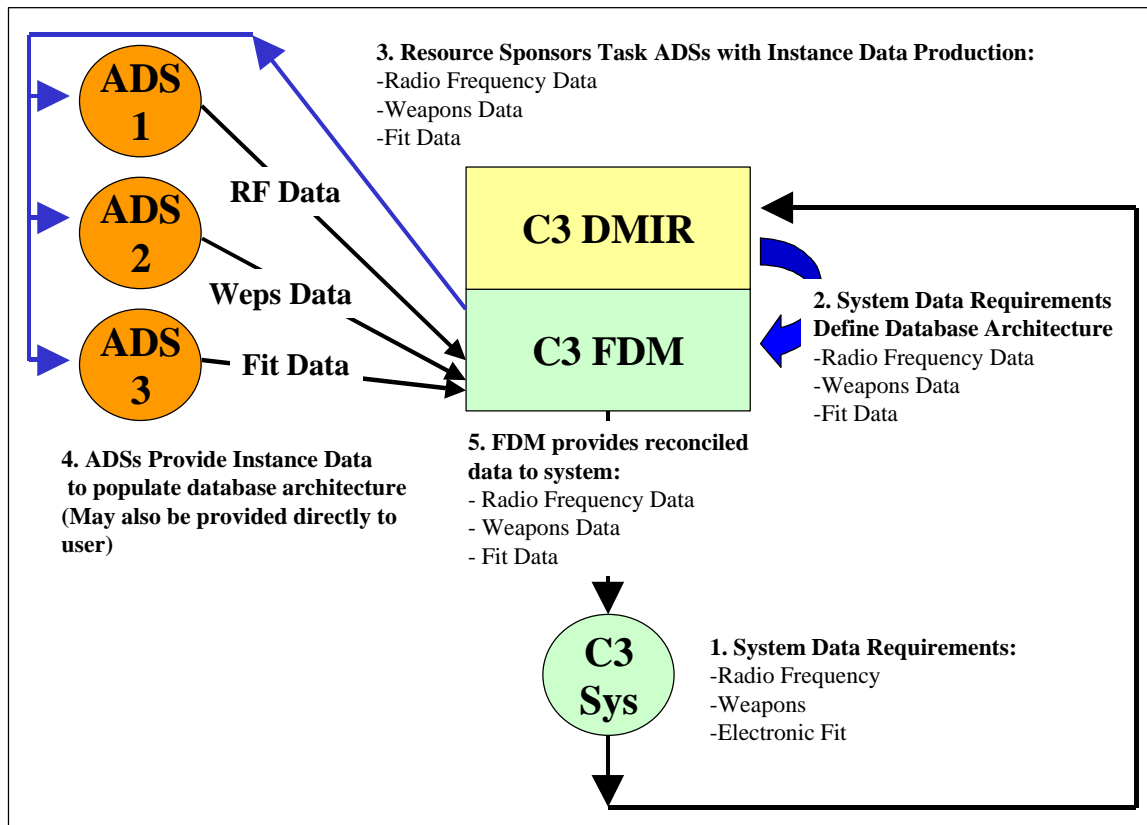 3. Resource Sponsors Task ADSs with Instance Data Production:
-Radio Frequency Data
-Weapons Data
-Fit Data
ADS
1
ADS
2
ADS
3
RF Data
Weps Data
Fit Data
C3 DMIR
C3 FDM
2. System Data Requirements
Define Database Architecture
-Radio Frequency Data
-Weapons Data
-Fit Data
4. ADSs Provide Instance Data
to populate database architecture
(May also be provided directly to
user)
5. FDM provides reconciled
data to system:
- Radio Frequency Data
- Weapons Data
- Fit Data
C3
Sys
1. System Data Requirements:
-Radio Frequency
-Weapons
-Electronic Fit